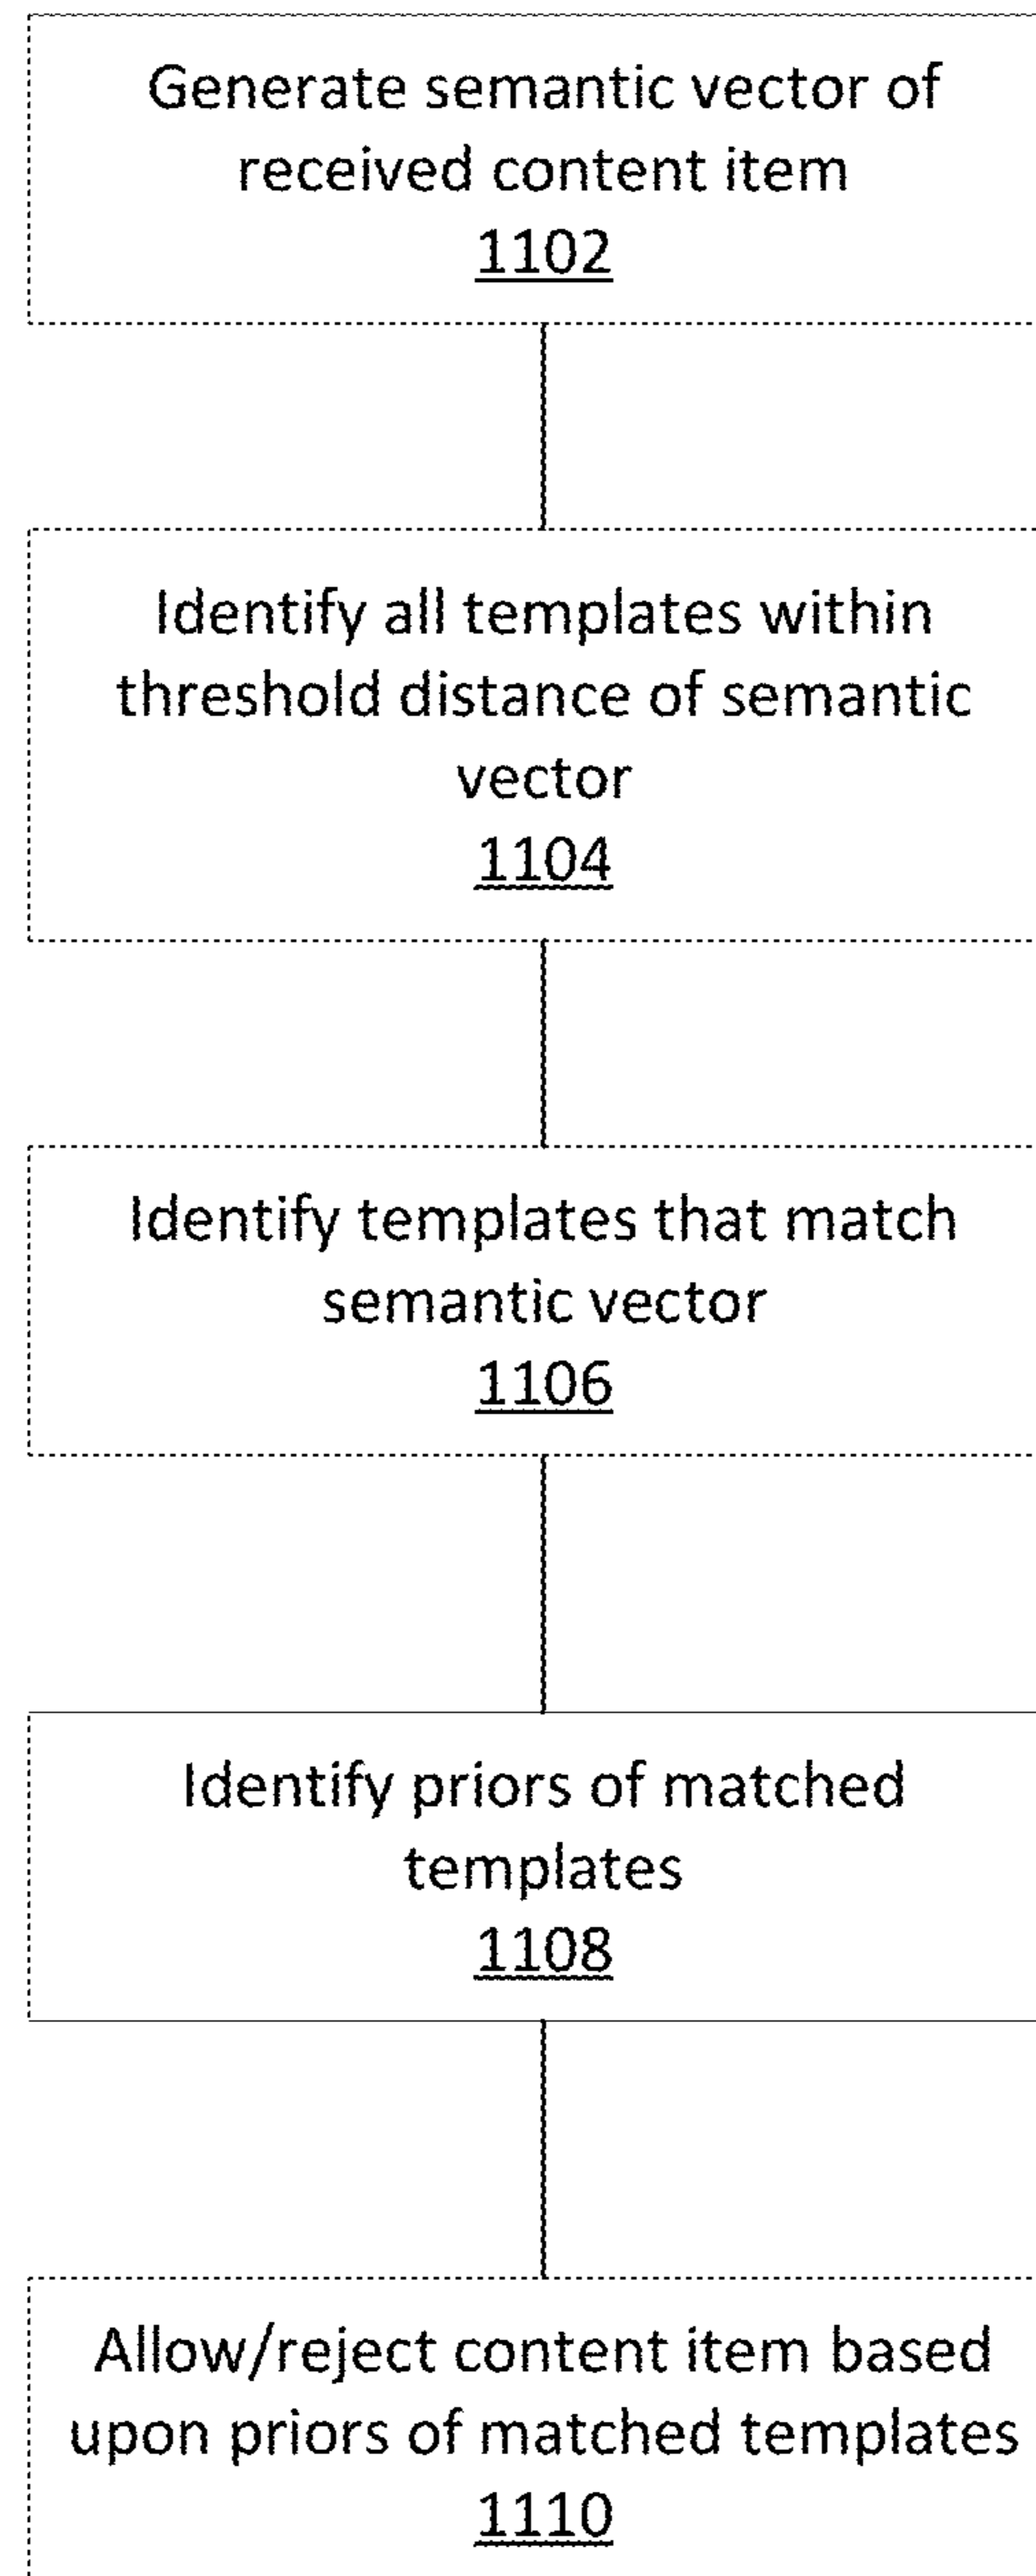 Generate semantic vector of
received content item
1102
Identify all templates within
threshold distance of semantic
vector
1104
Identify templates that match
semantic vector
1106
Identify priors of matched
templates
1108
Allow/reject content item based
upon priors of matched templates
1110